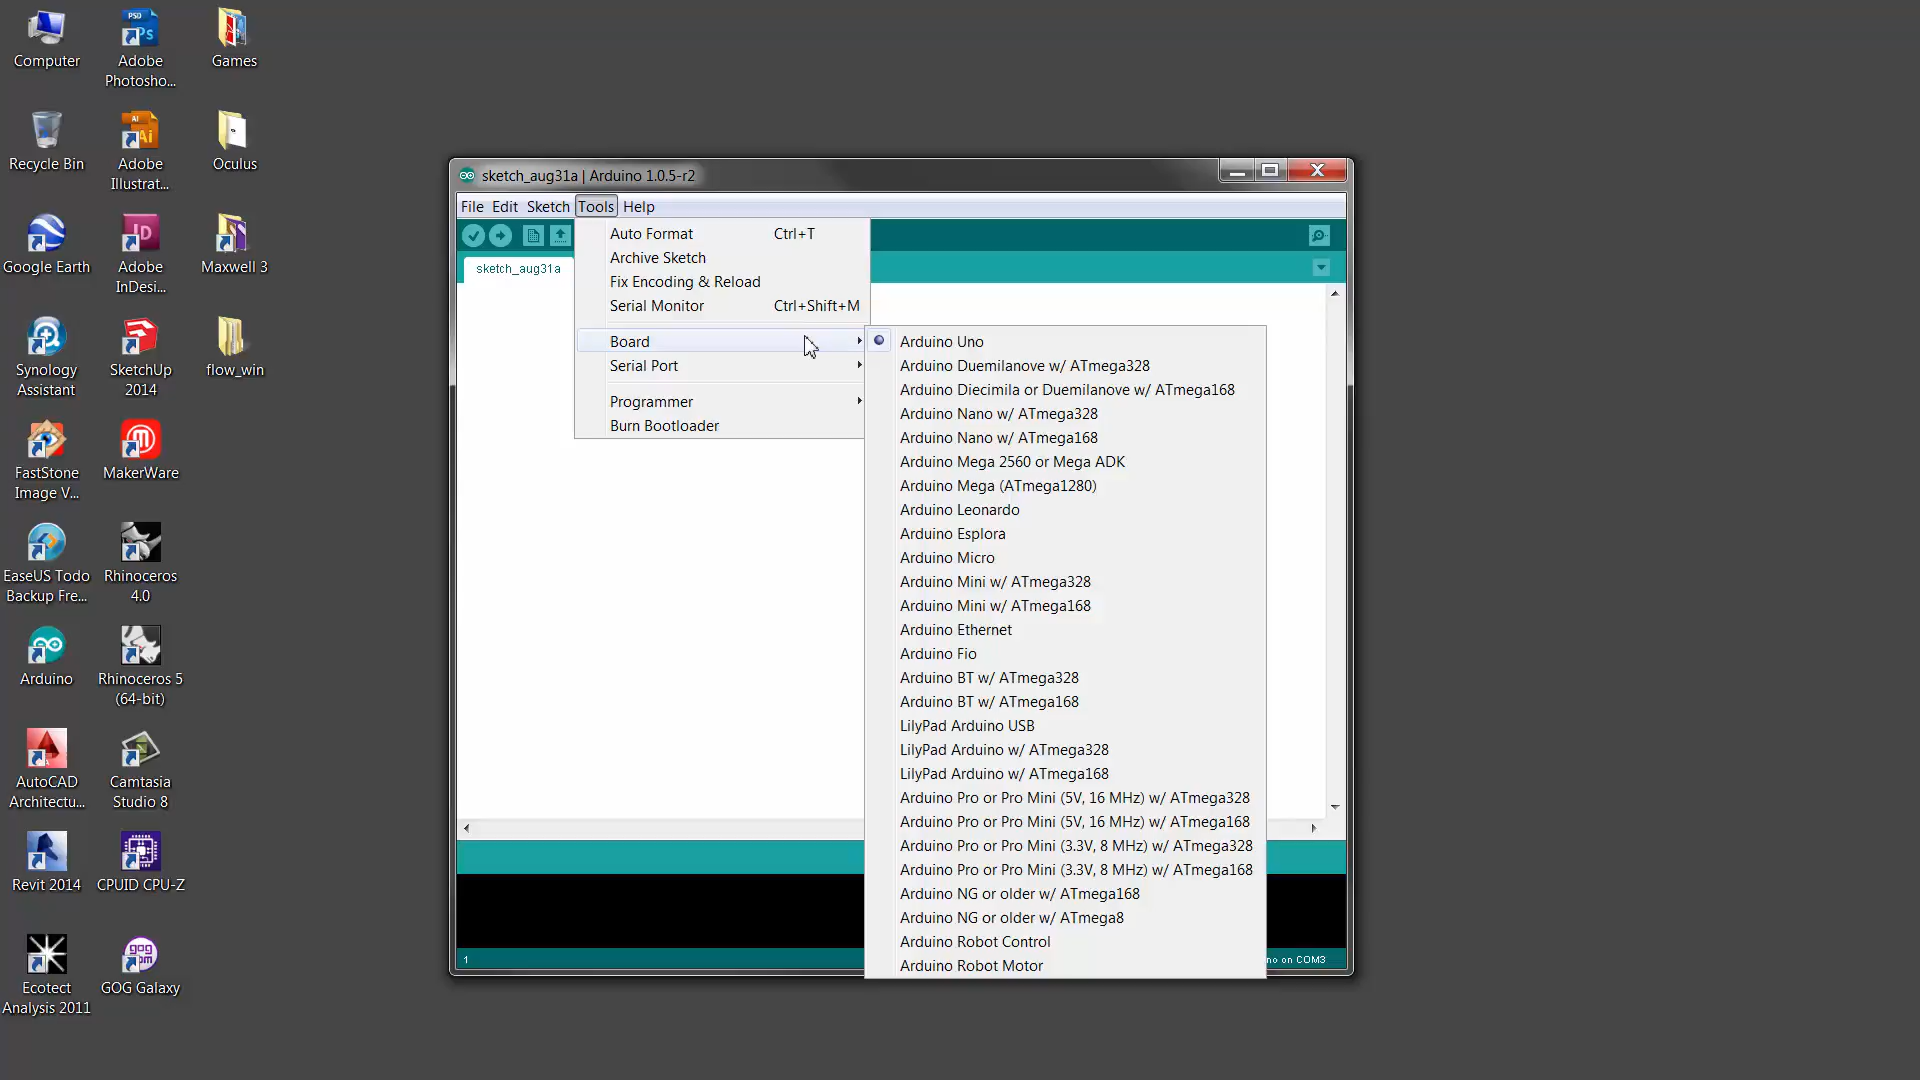 Computer
Adobe
Photosho...
Games
Recycle Bin
Adobe
Illustrat...
Oculus
Google Earth
Adobe
InDesi...
Maxwell 3
Synology
Assistant
SketchUp
2014
flow_win
FastStone
Image V...
MakerWare
EaseUS Todo
Backup Fre...
Rhinoceros
4.0
Arduino
Rhinoceros 5
(64-bit)
AutoCAD
Architectu...
Camtasia
Studio 8
Revit 2014
CPUID CPU-Z
Ecotect
Analysis 2011
GOG Galaxy
PSD
Ps
AI
Ai
ID
gog
com
sketch_aug31a | Arduino 1.0.5-r2
File Edit Sketch Tools Help
sketch_aug31a
Auto Format Ctrl+T
Archive Sketch
Fix Encoding & Reload
Serial Monitor Ctrl+Shift+M
Board
Serial Port
Programmer
Burn Bootloader
Arduino Uno
Arduino Duemilanove w/ ATmega328
Arduino Diecimila or Duemilanove w/ ATmega168
Arduino Nano w/ ATmega328
Arduino Nano w/ ATmega168
Arduino Mega 2560 or Mega ADK
Arduino Mega (ATmega1280)
Arduino Leonardo
Arduino Esplora
Arduino Micro
Arduino Mini w/ ATmega328
Arduino Mini w/ ATmega168
Arduino Ethernet
Arduino Fio
Arduino BT w/ ATmega328
Arduino BT w/ ATmega168
LilyPad Arduino USB
LilyPad Arduino w/ ATmega328
LilyPad Arduino w/ ATmega168
Arduino Pro or Pro Mini (5V, 16 MHz) w/ ATmega328
Arduino Pro or Pro Mini (5V, 16 MHz) w/ ATmega168
Arduino Pro or Pro Mini (3.3V, 8 MHz) w/ ATmega328
Arduino Pro or Pro Mini (3.3V, 8 MHz) w/ ATmega168
Arduino NG or older w/ ATmega168
Arduino NG or older w/ ATmega8
Arduino Robot Control
Arduino Robot Motor
1
no on COM3